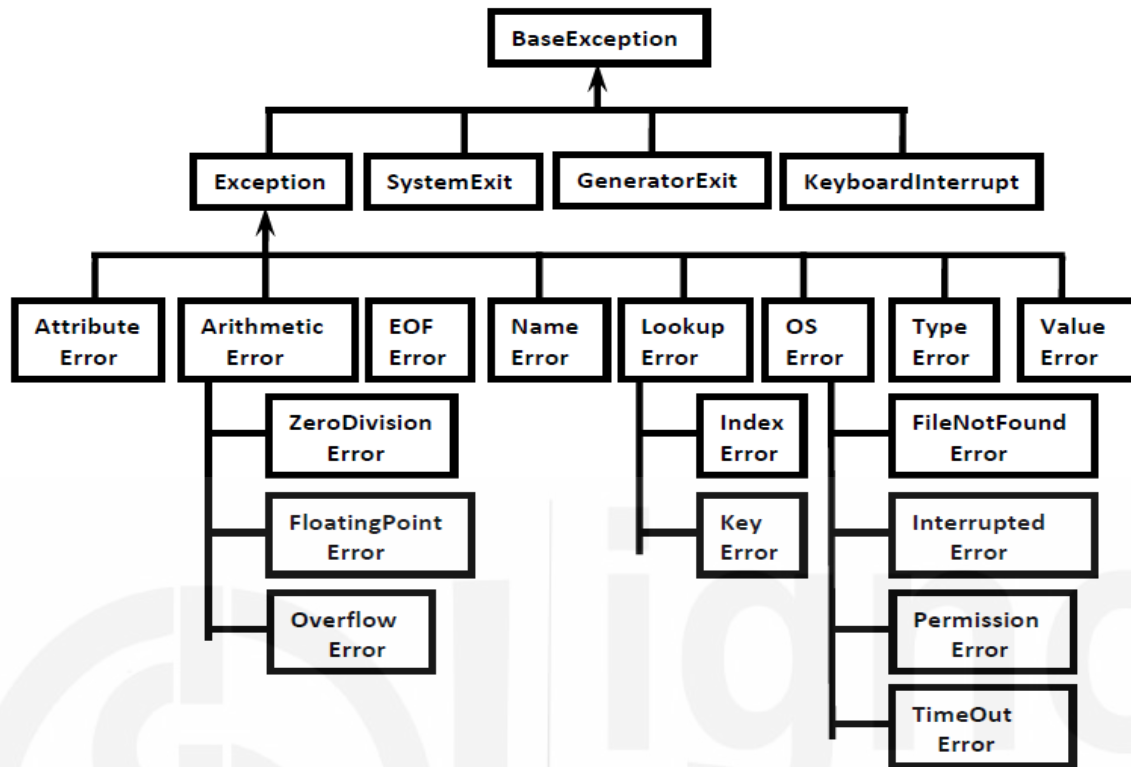 BaseException
Exception
SystemExit
GeneratorExit
KeyboardInterrupt
Attribute
Error
Arithmetic
Error
EOF
Error
Name
Error
Lookup
Error
OS
Error
Type
Error
Value
Error
ZeroDivision
Error
Index
Error
FileNotFound
Error
FloatingPoint
Error
Key
Error
Interrupted
Error
Overflow
Error
Permission
Error
TimeOut
Error